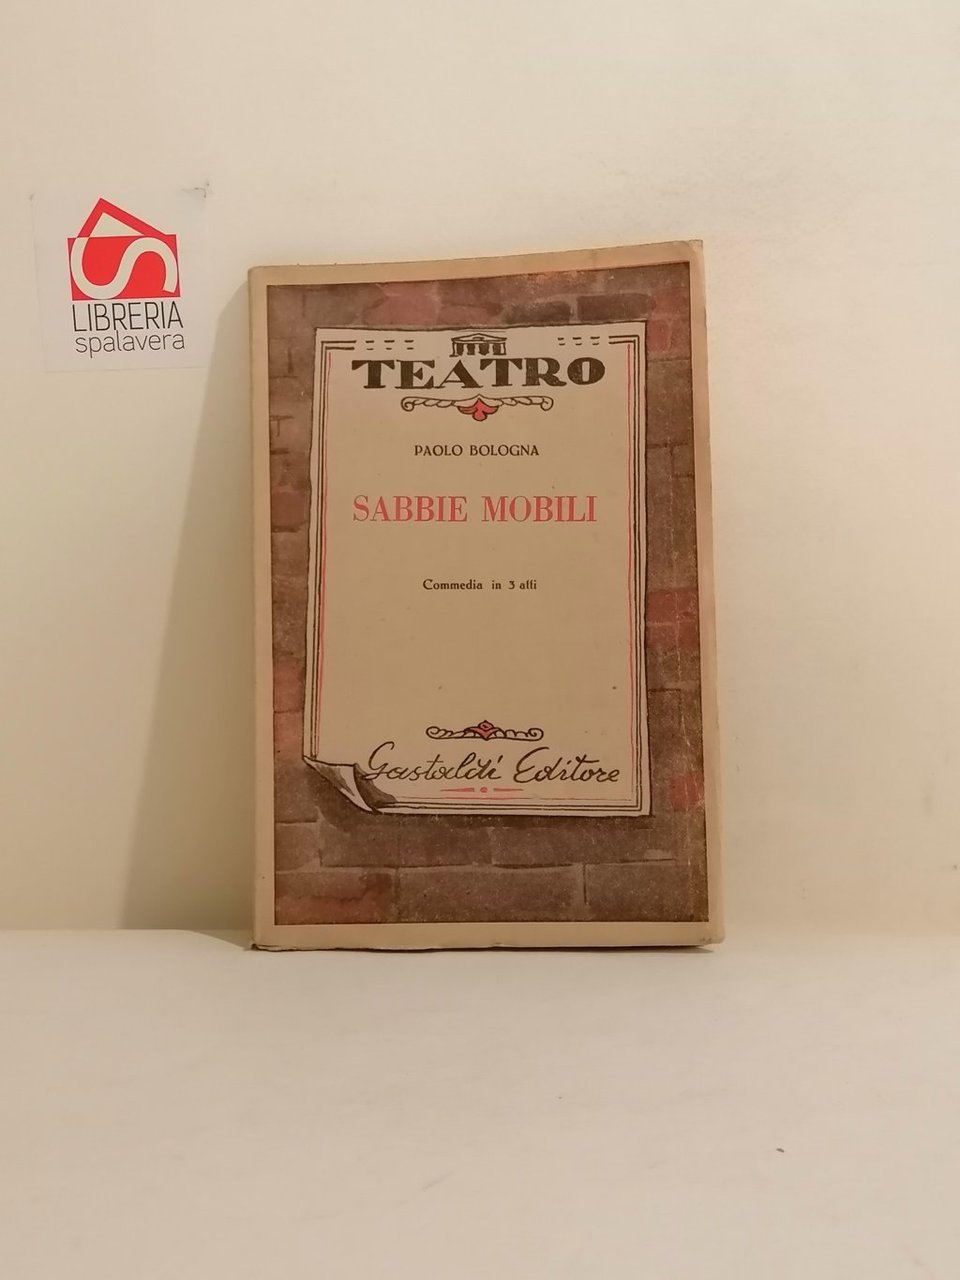 LIBRERIA
spalavera
TEATRO
PAOLO BOLOGNA
SABBIE MOBILI
Commedia in 3 atti
Gastaldi Editore